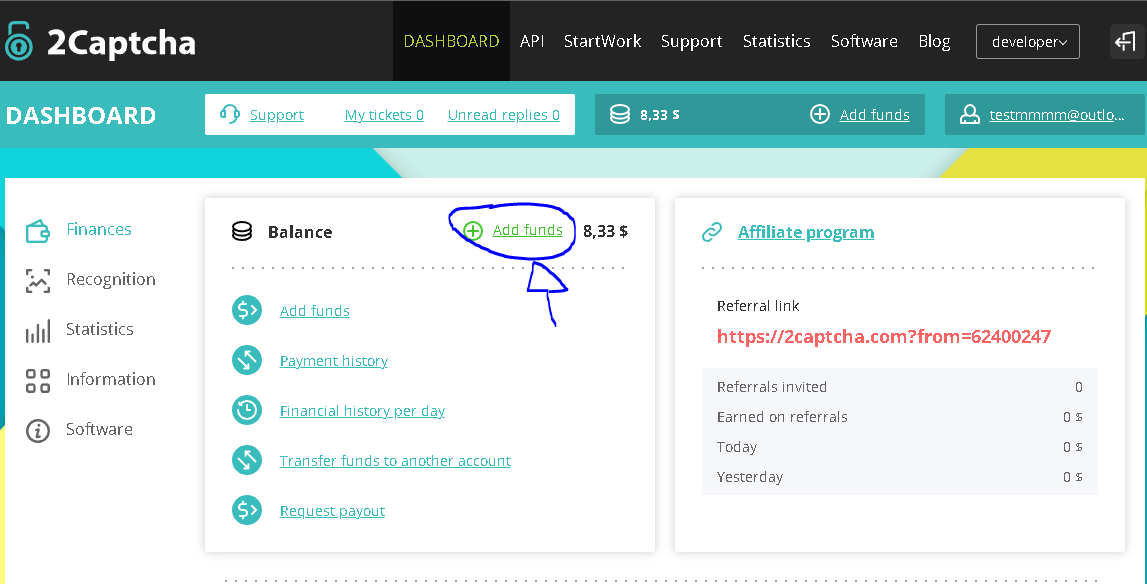 2Captcha DASHBOARD API StartWork Support Statistics Software Blog developer
DASHBOARD Support My tickets 0 Unread replies 0 8,33 $ Add funds testmmmm@outlo...
Finances
Recognition
Statistics
Information
Software
Balance Add funds 8,33 $
Add funds
Payment history
Financial history per day
Transfer funds to another account
Request payout
Affiliate program
Referral link
https://2captcha.com?from=62400247
Referrals invited 0
Earned on referrals 0 $
Today 0 $
Yesterday 0 $